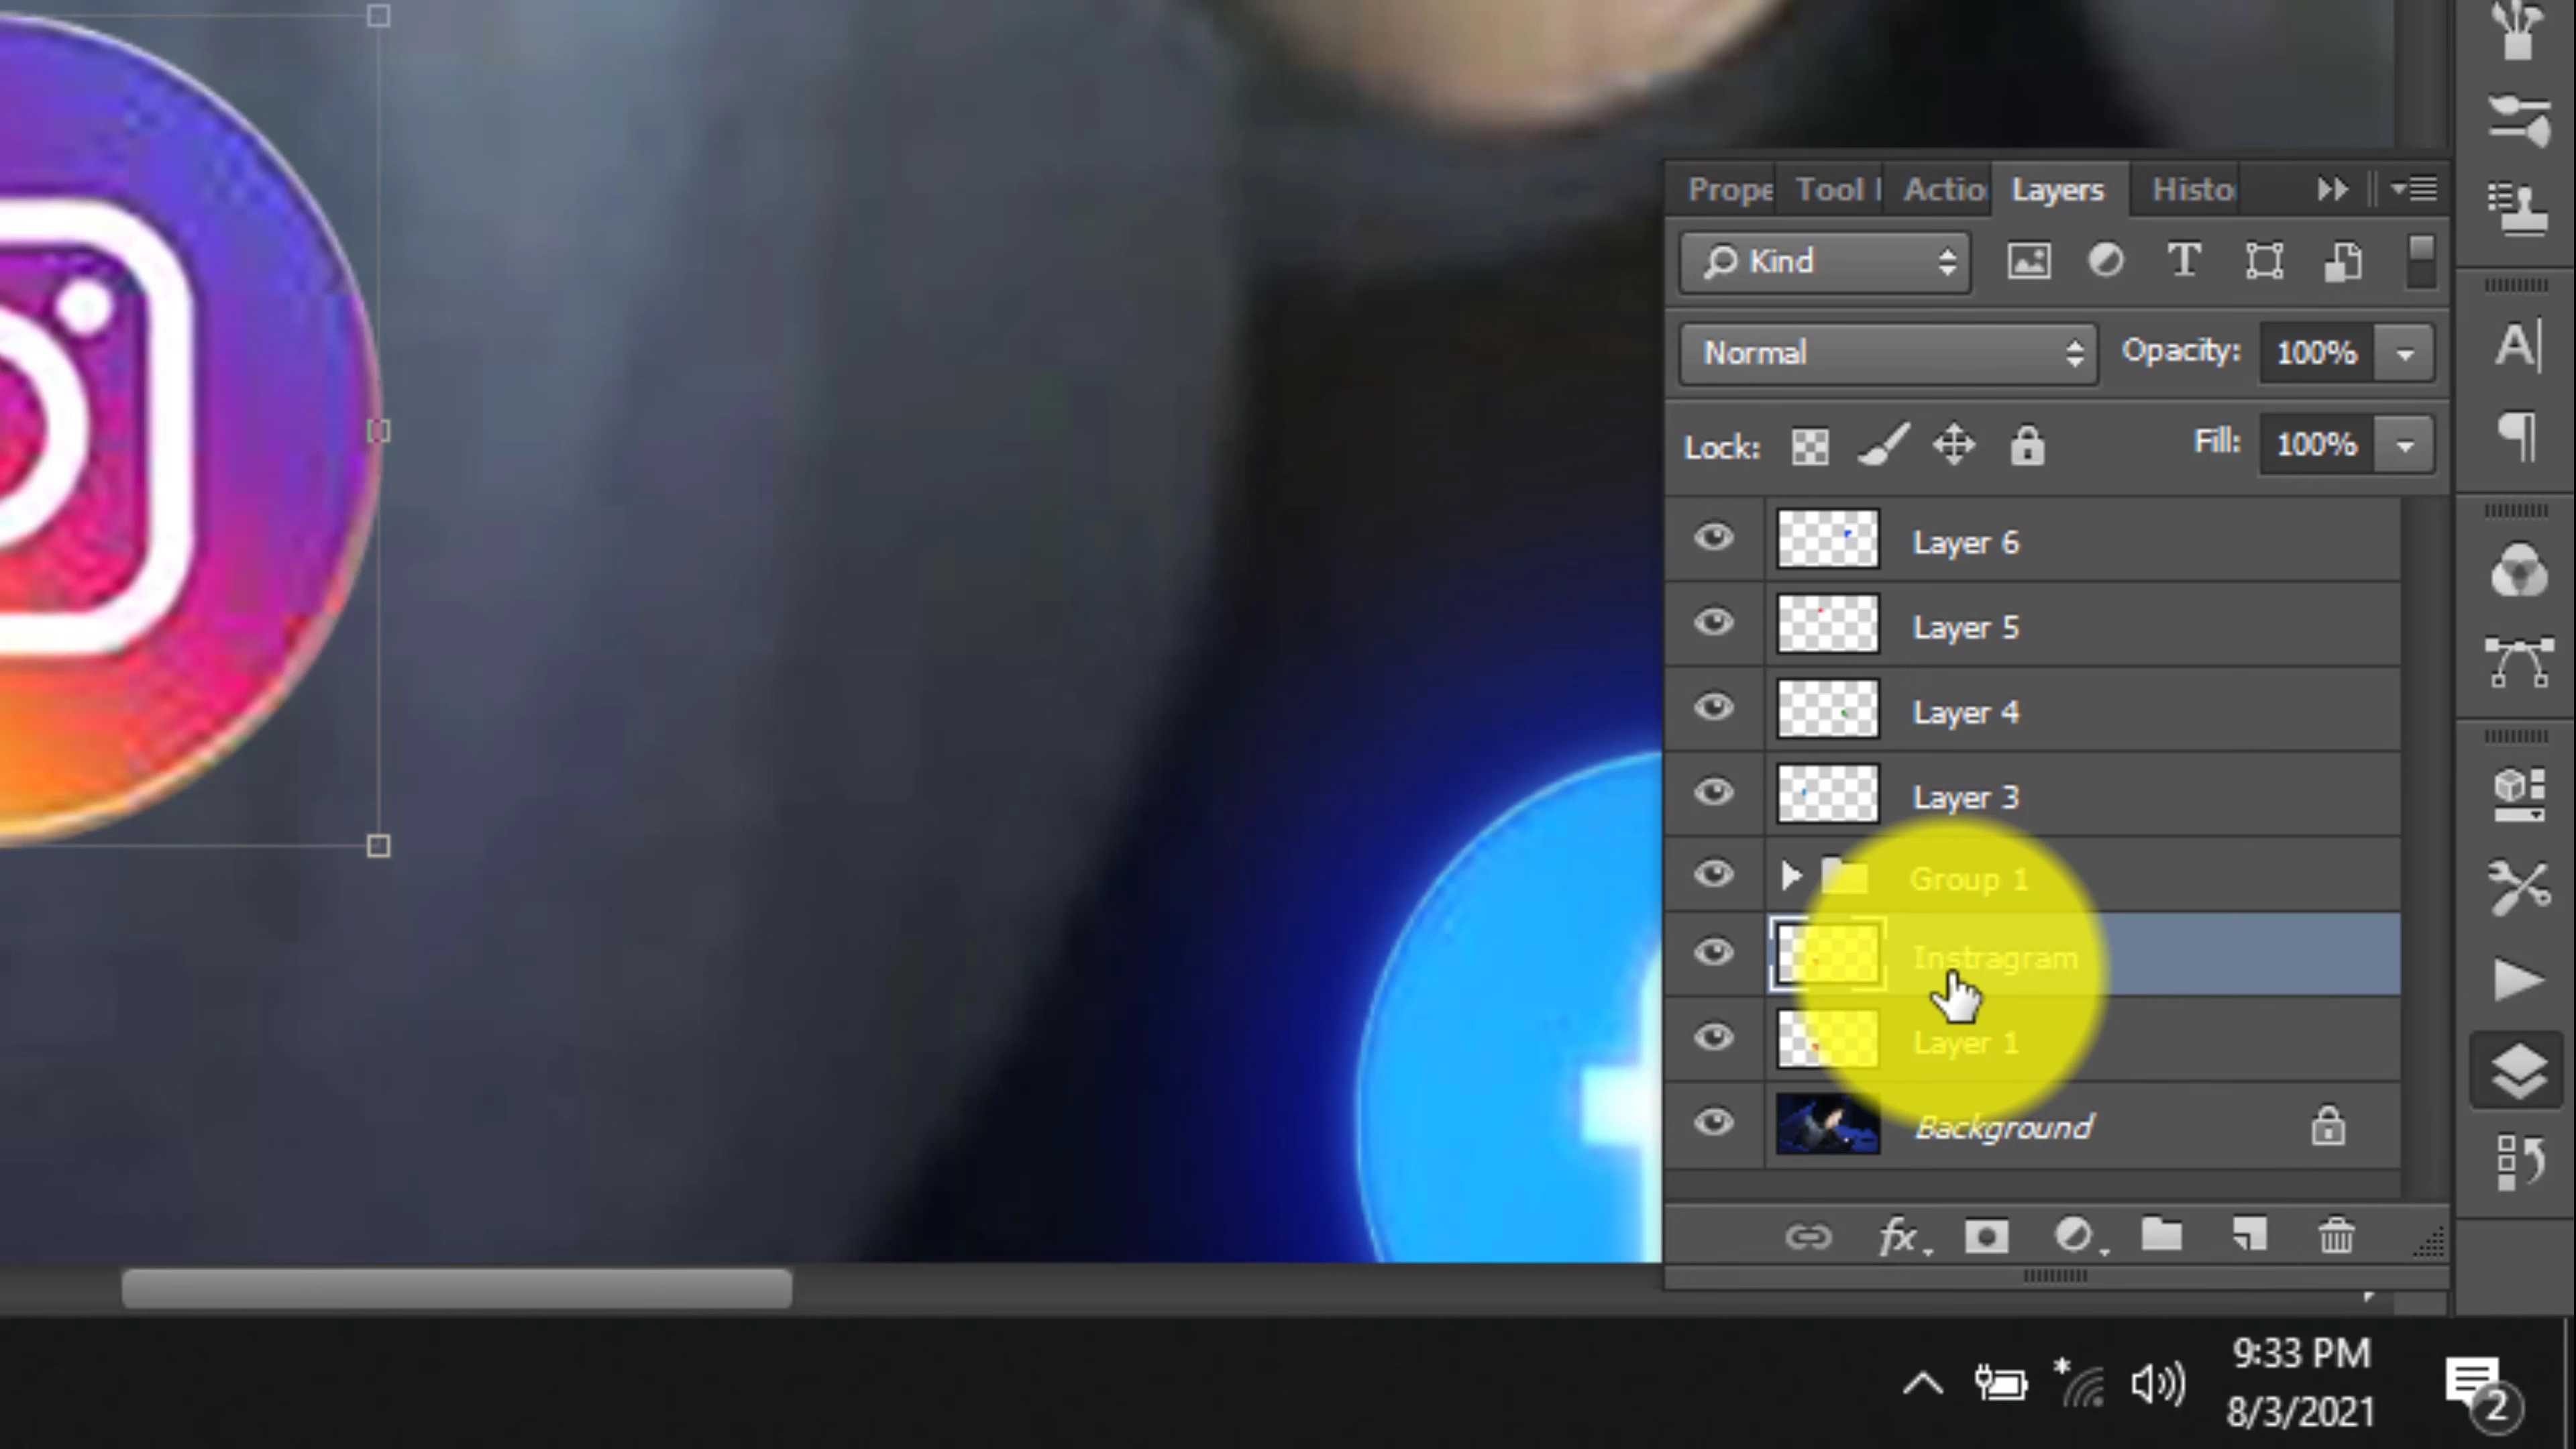 Prope Tool Actio Layers Histo
Kind T
Normal Opacity: 100%
Lock: Fill: 100%
Layer 6
Layer 5
Layer 4
Layer 3
Group 1
Instragram
Layer 1
Background
fx
A
9:33 PM
8/3/2021
2